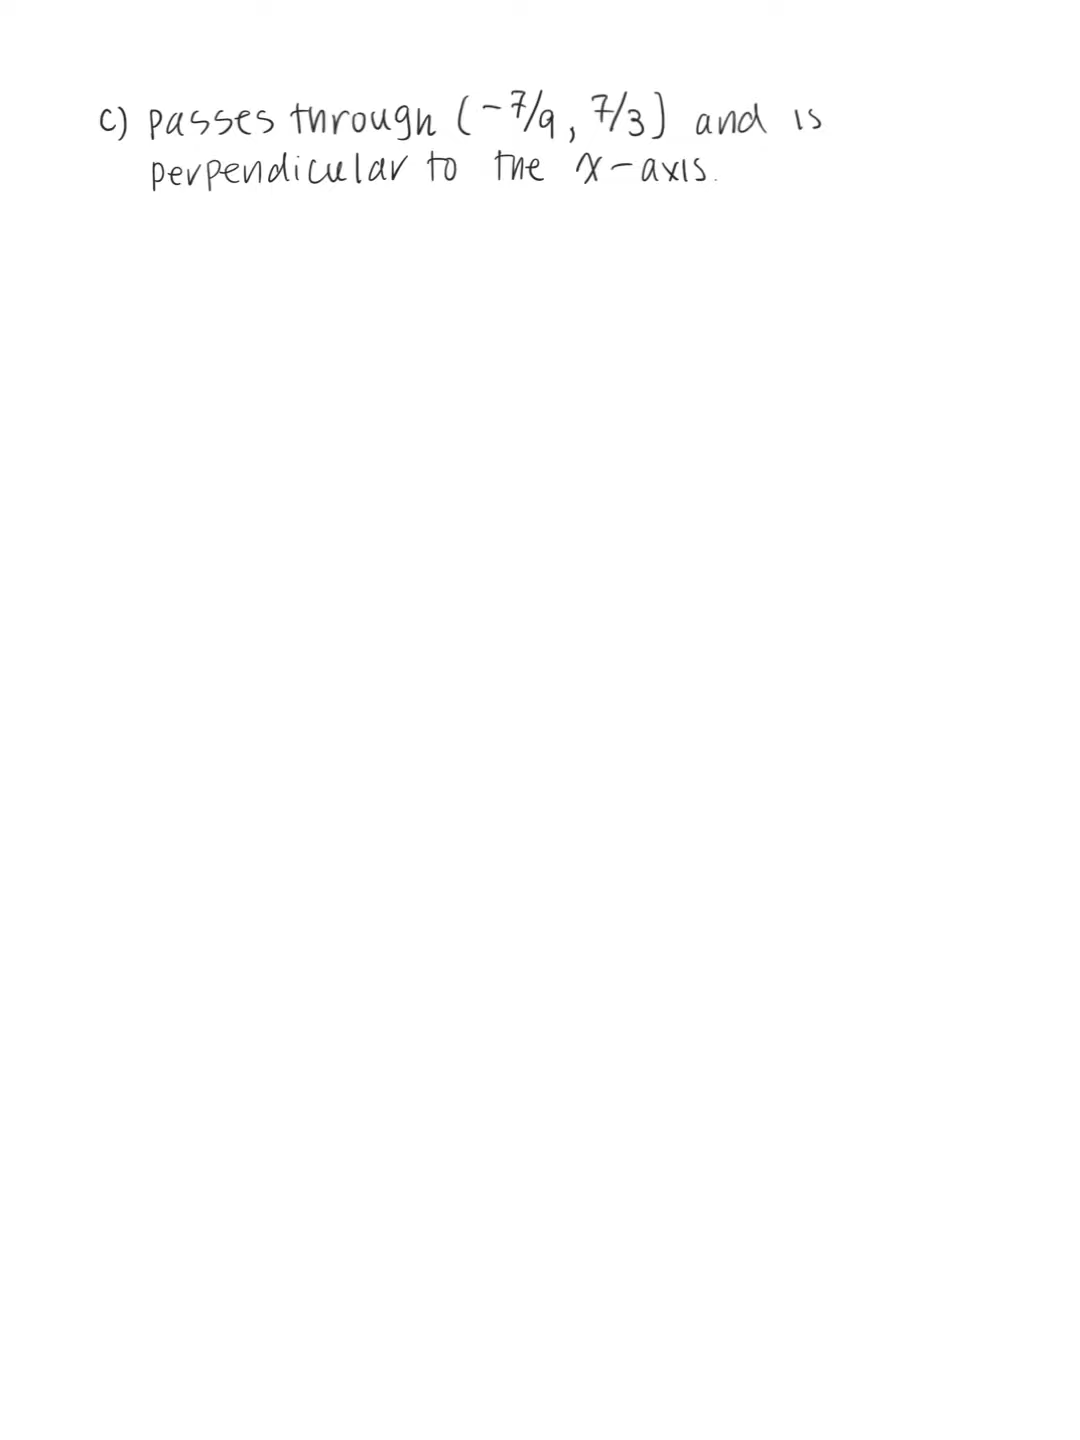 c) passes through (-7/9, 7/3) and is
perpendicular to the x-axis.